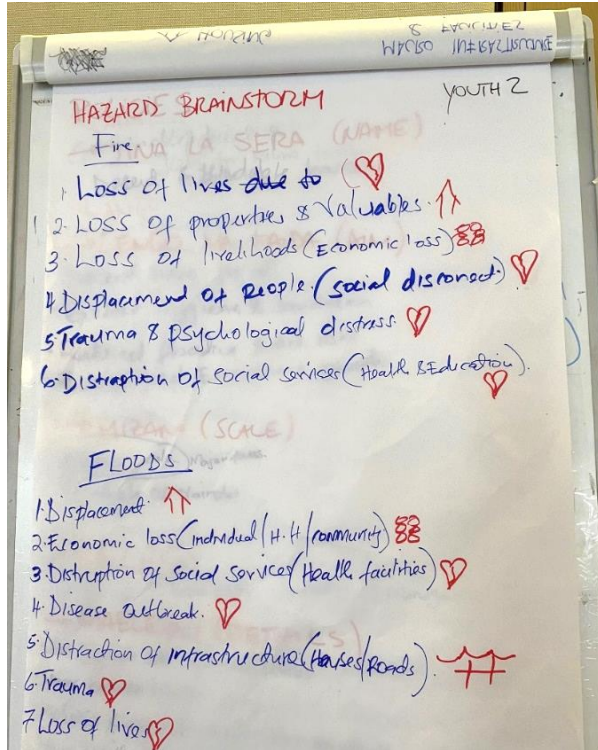 HAZARD BRAINSTORM
YOUTH 2
Fire
1. Loss of lives due to (
2. Loss of properties & Valuables.
3. Loss of livelihoods (Economic loss)
4 Displacement of People. (social disconect)
5 Trauma & Psychological distress.
6. Distraption of social services (Health & Education).
(SCALE)
FLOODS
1. Displacement.
2. Economic loss (individual / H.H / community)
3. Distruption of Social Services (Health facilities)
4. Disease Outbreak.
5. Distraction of infrastructure (Houses/Roads).
6. Trauma
7 Loss of lives